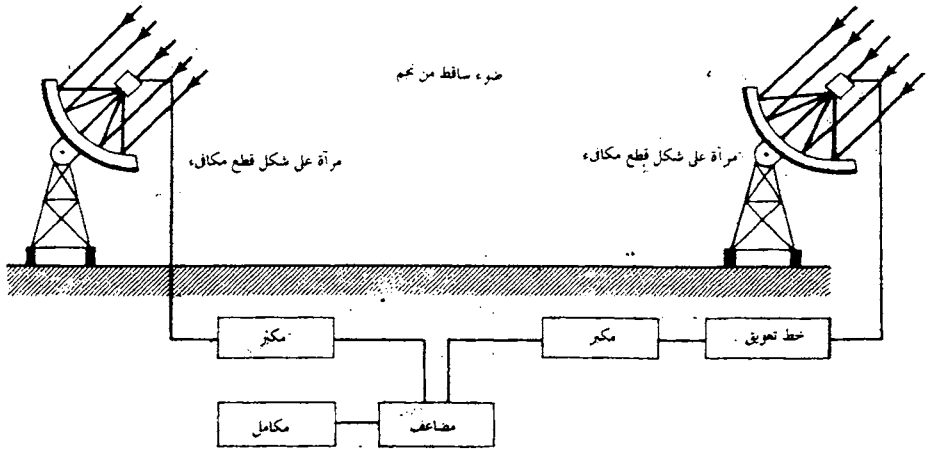 ضوء ساقط من نجم
مرآة على شكل قطع مكافىء
مرآة على شكل قطع مكافىء
خط تعويق
مكبر
مكبر
مضاعف
مكامل